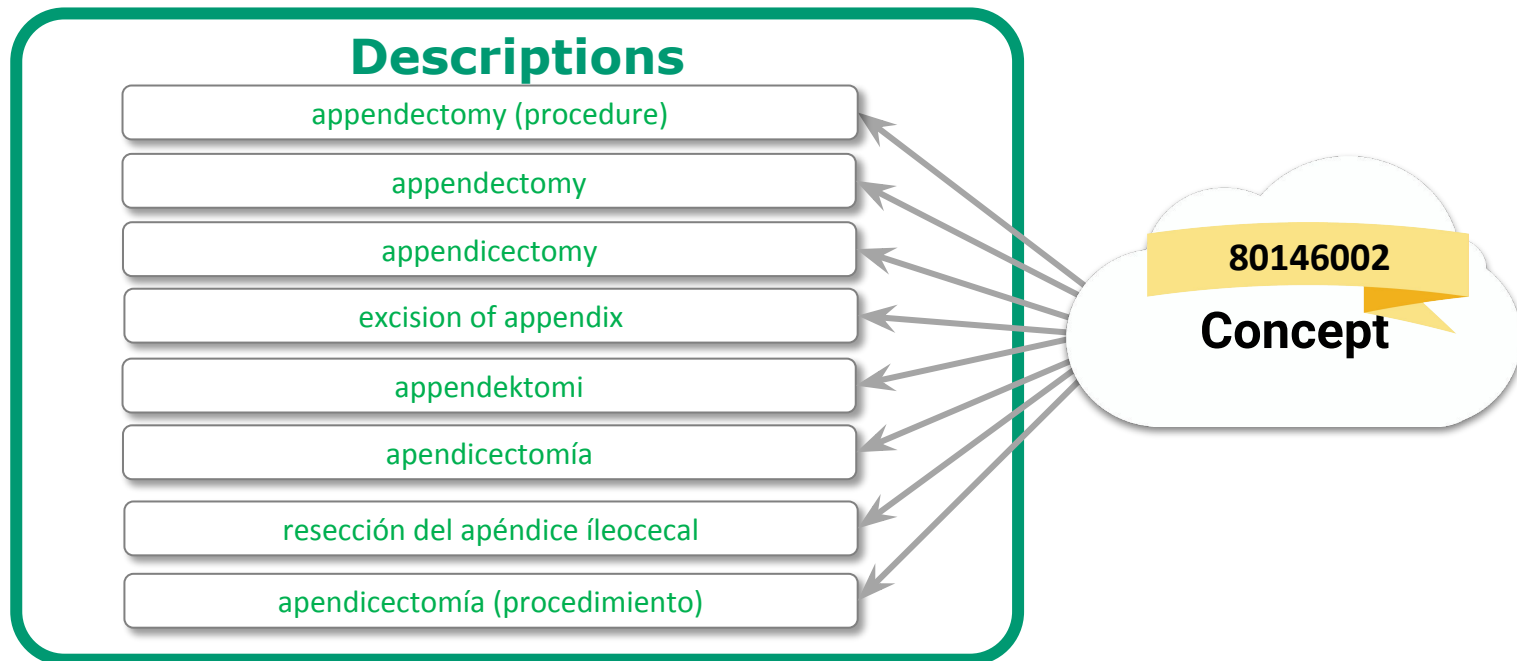 Descriptions
appendectomy (procedure)
appendectomy
appendicectomy
excision of appendix
appendektomi
apendicectomía
resección del apéndice íleocecal
apendicectomía (procedimiento)
80146002
Concept